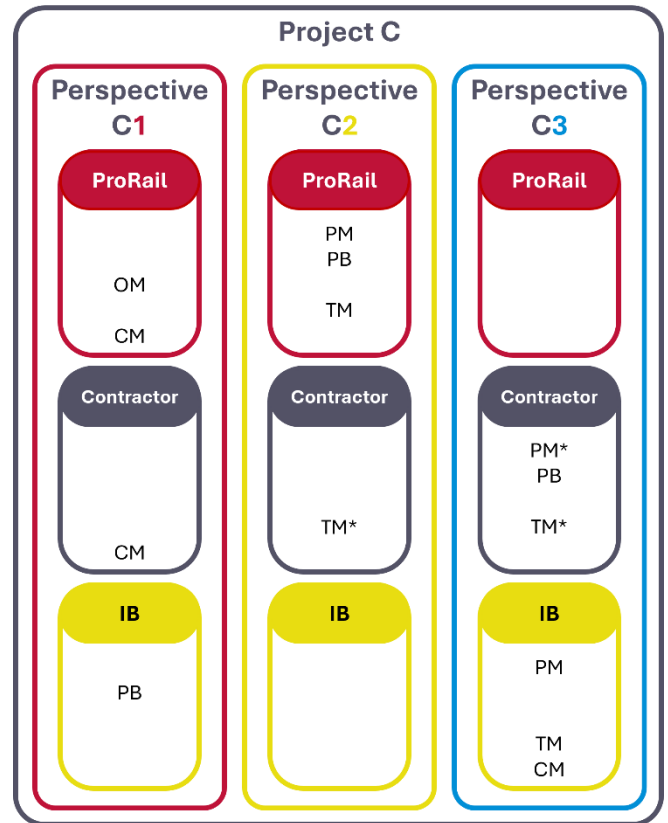 Project C
Perspective
C1
ProRail
OM
CM
Contractor
CM
IB
PB
Perspective
C2
ProRail
PM
PB
TM
Contractor
TM*
IB
Perspective
C3
ProRail
Contractor
PM*
PB
TM*
IB
PM
TM
CM